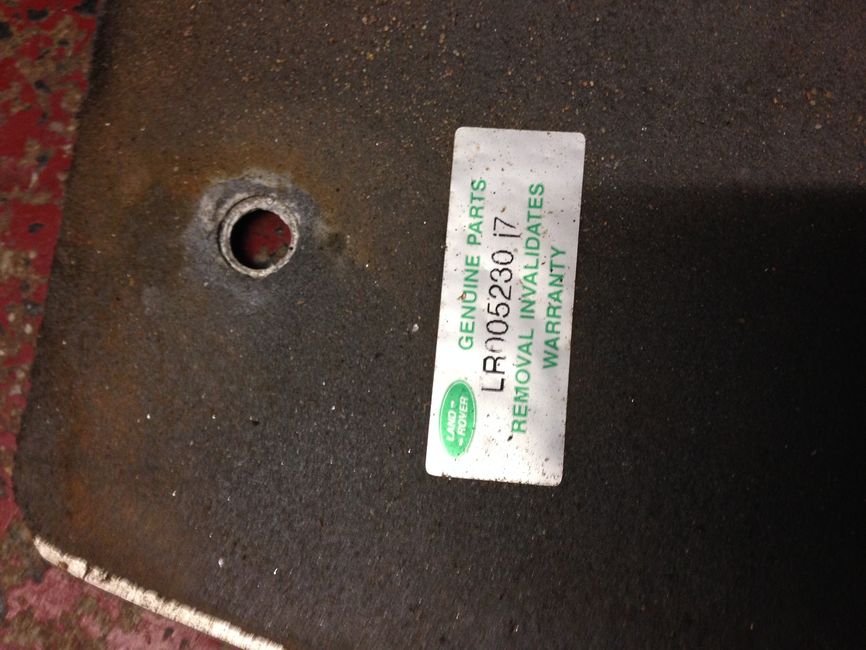 GENUINE PARTS
LR005230 i7
REMOVAL INVALIDATES
WARRANTY
LAND
ROVER